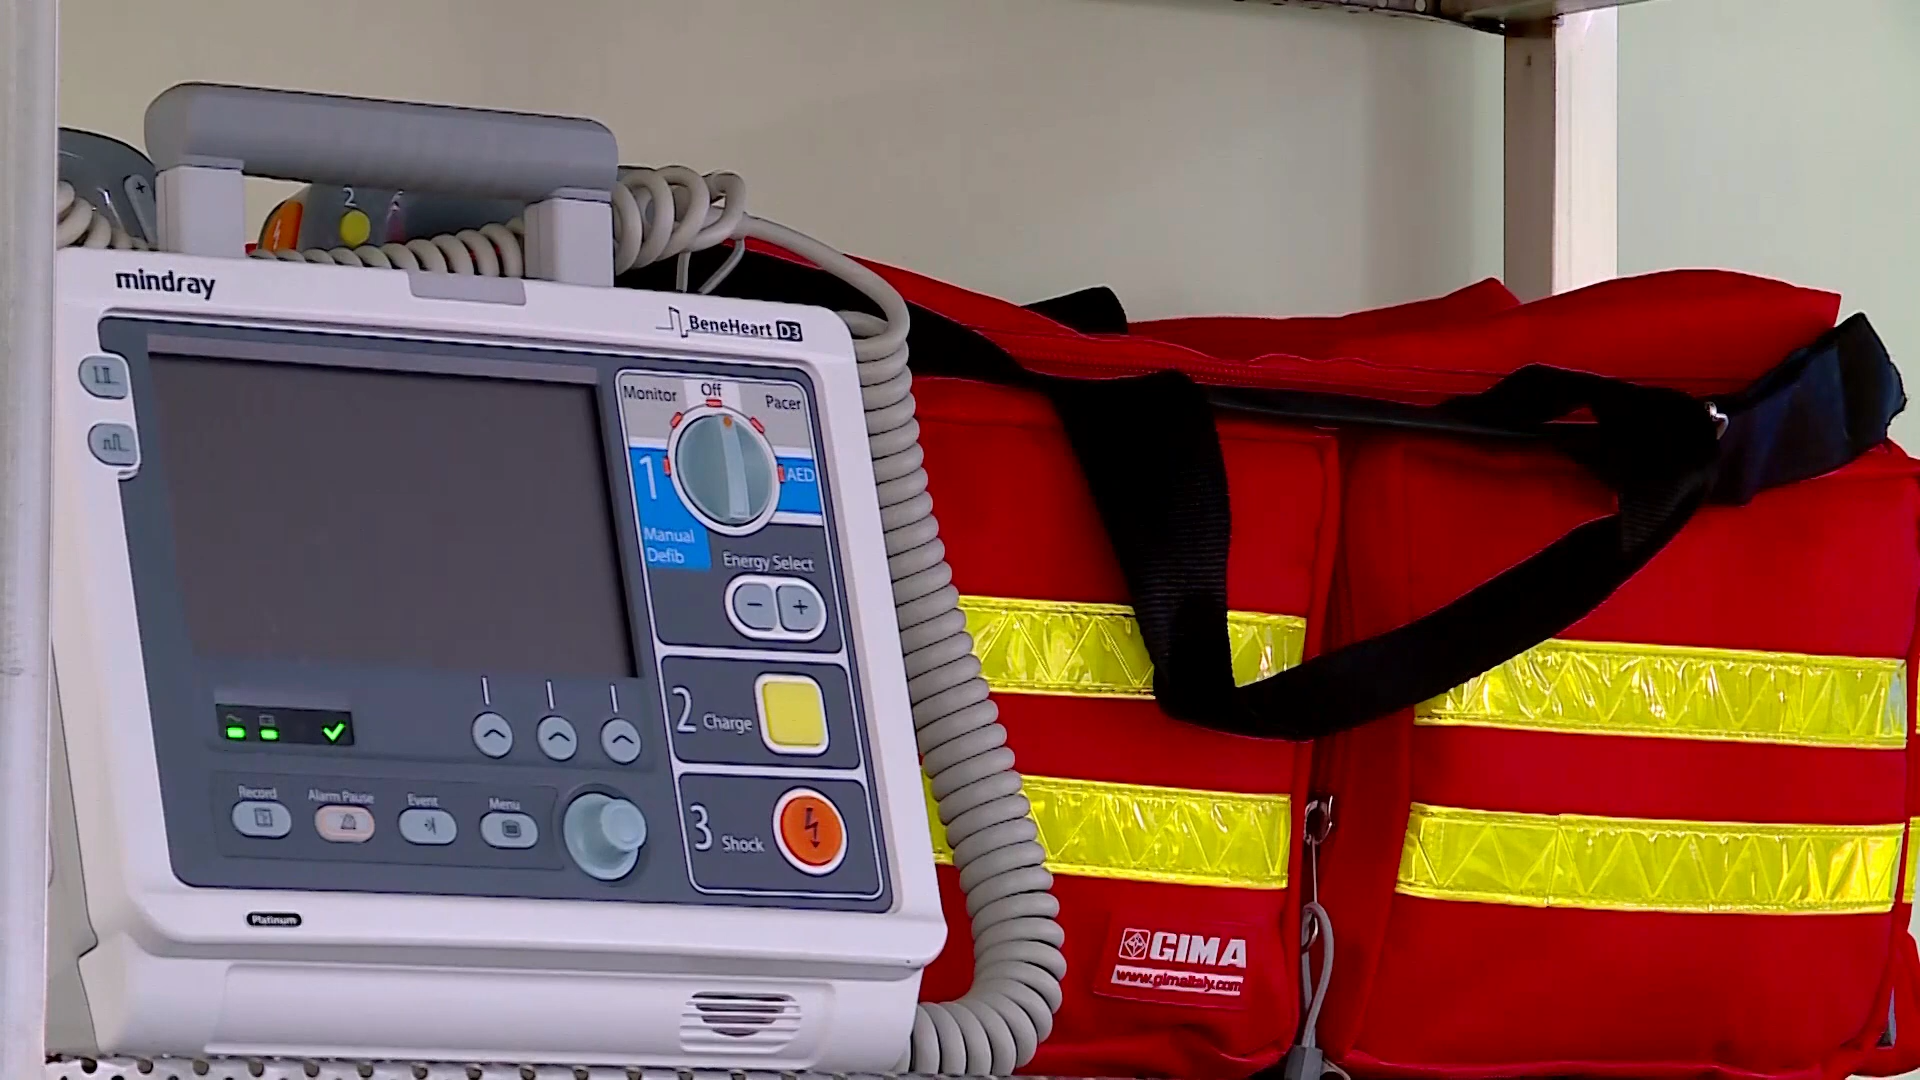 2
mindray
BeneHeart D3
Monitor
Off
Pacer
1
AED
Manual
Defib
Energy Select
− +
2 Charge
3 Shock
Record
Alarm Pause
Event
Menu
Platinum
GIMA
www.gimaitaly.com